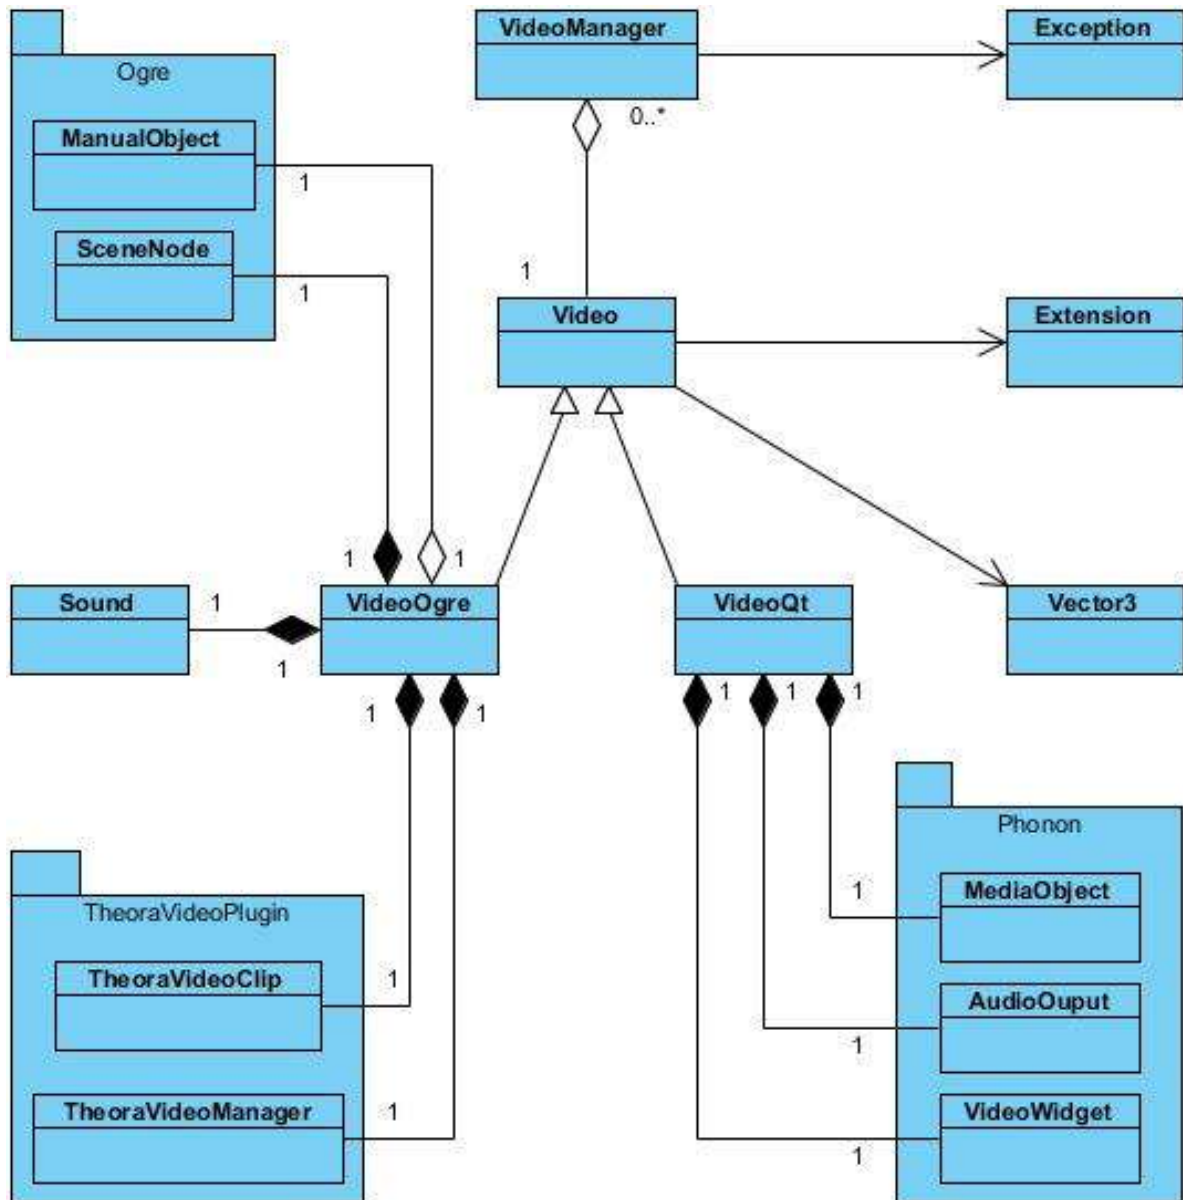 VideoManager
Exception
Ogre
ManualObject
0..*
1
SceneNode
1
1
Video
Extension
1
1
Sound
1
VideoOgre
VideoQt
Vector3
1
1
1
1
1
1
Phonon
1
MediaObject
TheoraVideoPlugin
TheoraVideoClip
1
AudioOuput
1
TheoraVideoManager
1
VideoWidget
1